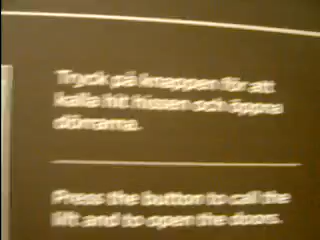 Tryck på knappen för att
kalla hit hissen och öppna
dörrarna.
Press the button to call the
lift and to open the doors.